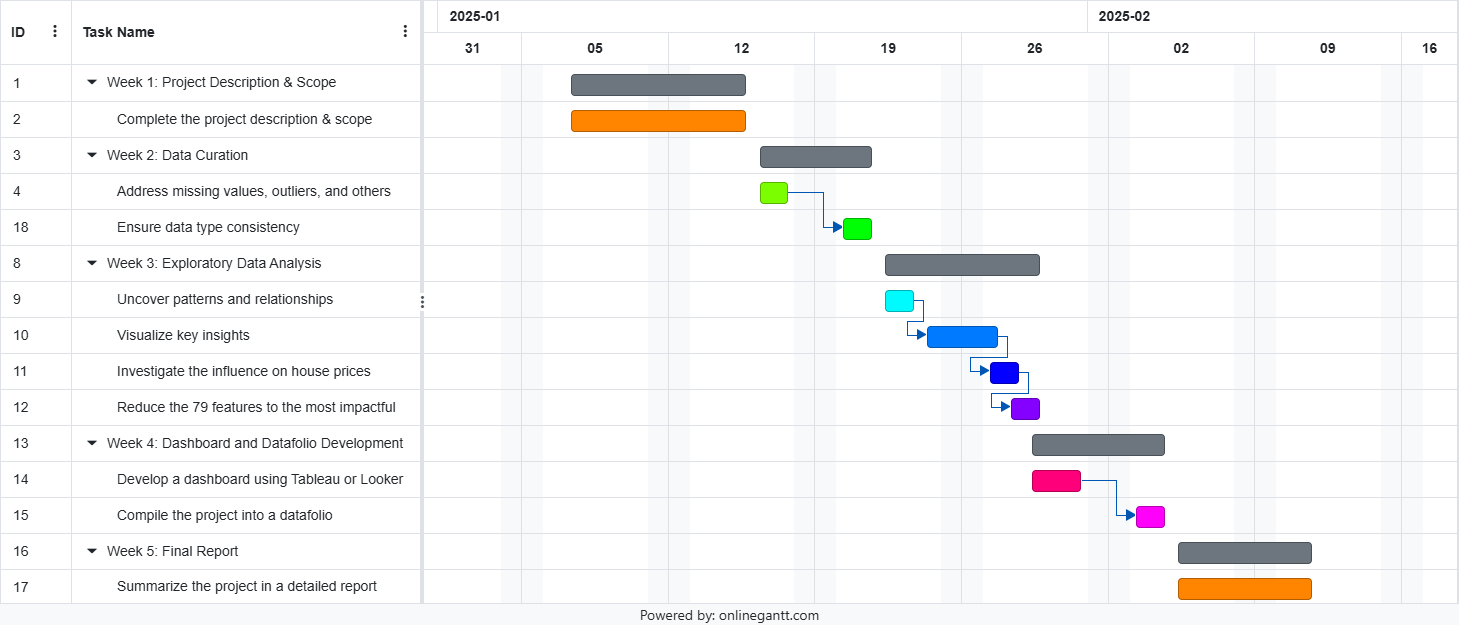 ID Task Name 2025-01 2025-02
31 05 12 19 26 02 09 16
1 Week 1: Project Description & Scope
2 Complete the project description & scope
3 Week 2: Data Curation
4 Address missing values, outliers, and others
18 Ensure data type consistency
8 Week 3: Exploratory Data Analysis
9 Uncover patterns and relationships
10 Visualize key insights
11 Investigate the influence on house prices
12 Reduce the 79 features to the most impactful
13 Week 4: Dashboard and Datafolio Development
14 Develop a dashboard using Tableau or Looker
15 Compile the project into a datafolio
16 Week 5: Final Report
17 Summarize the project in a detailed report
Powered by: onlinegantt.com